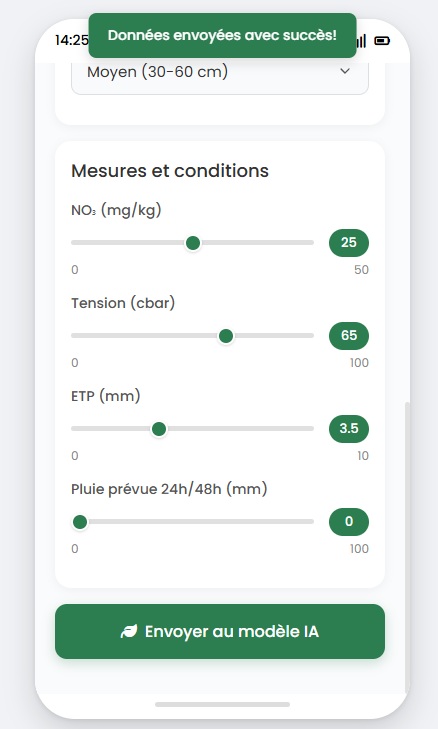 14:25
Données envoyées avec succès!
Moyen (30-60 cm)
Mesures et conditions
NO₃ (mg/kg)
25
0 50
Tension (cbar)
65
0 100
ETP (mm)
3.5
0 10
Pluie prévue 24h/48h (mm)
0
0 100
Envoyer au modèle IA